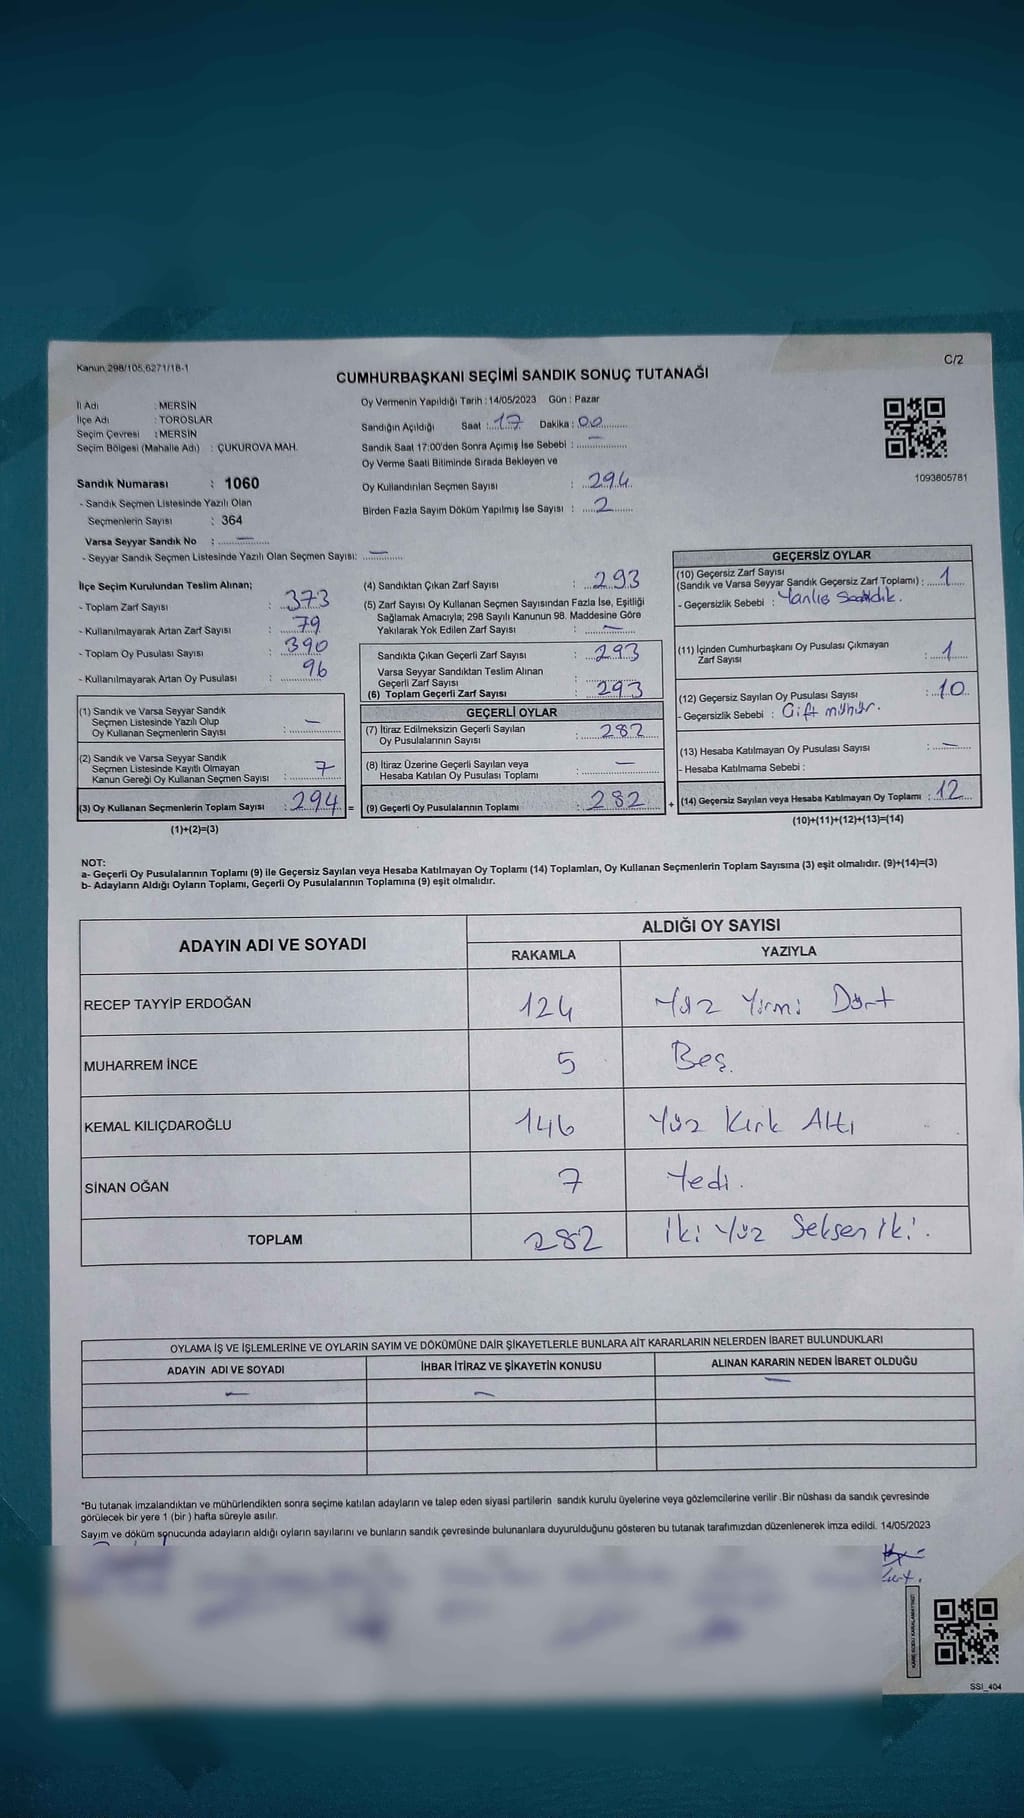 Kanun 298/105,6271/18-1
C/2
CUMHURBAŞKANI SEÇİMİ SANDIK SONUÇ TUTANAĞI
İl Adı : MERSİN
İlçe Adı : TOROSLAR
Seçim Çevresi : MERSİN
Seçim Bölgesi (Mahalle Adı) : ÇUKUROVA MAH.
Sandık Numarası : 1060
- Sandık Seçmen Listesinde Yazılı Olan
Seçmenlerin Sayısı : 364
Varsa Seyyar Sandık No : —
- Seyyar Sandık Seçmen Listesinde Yazılı Olan Seçmen Sayısı: —
Oy Vermenin Yapıldığı Tarih : 14/05/2023 Gün : Pazar
Sandığın Açıldığı Saat : 17 Dakika : 00
Sandık Saat 17:00'den Sonra Açımış İse Sebebi : —
Oy Verme Saati Bitiminde Sırada Bekleyen ve
Oy Kullandırılan Seçmen Sayısı : 294
Birden Fazla Sayım Döküm Yapılmış İse Sayısı : 2
1093805781
İlçe Seçim Kurulundan Teslim Alınan;
- Toplam Zarf Sayısı : 373
- Kullanılmayarak Artan Zarf Sayısı : 79
- Toplam Oy Pusulası Sayısı : 390
- Kullanılmayarak Artan Oy Pusulası : 96
(1) Sandık ve Varsa Seyyar Sandık
Seçmen Listesinde Yazılı Olup
Oy Kullanan Seçmenlerin Sayısı : —
(2) Sandık ve Varsa Seyyar Sandık
Seçmen Listesinde Kayıtlı Olmayan
Kanun Gereği Oy Kullanan Seçmen Sayısı : 7
(3) Oy Kullanan Seçmenlerin Toplam Sayısı : 294 =
(1)+(2)=(3)
(4) Sandıktan Çıkan Zarf Sayısı : 293
(5) Zarf Sayısı Oy Kullanan Seçmen Sayısından Fazla İse, Eşitliği
Sağlamak Amacıyla; 298 Sayılı Kanunun 98. Maddesine Göre
Yakılarak Yok Edilen Zarf Sayısı : —
Sandıkta Çıkan Geçerli Zarf Sayısı : 293
Varsa Seyyar Sandıktan Teslim Alınan
Geçerli Zarf Sayısı :
(6) Toplam Geçerli Zarf Sayısı : 293
GEÇERLİ OYLAR
(7) İtiraz Edilmeksizin Geçerli Sayılan
Oy Pusulalarının Sayısı : 282
(8) İtiraz Üzerine Geçerli Sayılan veya
Hesaba Katılan Oy Pusulası Toplamı : —
(9) Geçerli Oy Pusulalarının Toplamı : 282 +
GEÇERSİZ OYLAR
(10) Geçersiz Zarf Sayısı
(Sandık ve Varsa Seyyar Sandık Geçersiz Zarf Toplamı) : 1
- Geçersizlik Sebebi : Yanlış Sandık.
(11) İçinden Cumhurbaşkanı Oy Pusulası Çıkmayan
Zarf Sayısı : 1
(12) Geçersiz Sayılan Oy Pusulası Sayısı : 10
- Geçersizlik Sebebi : Çift mühür.
(13) Hesaba Katılmayan Oy Pusulası Sayısı : —
- Hesaba Katılmama Sebebi :
(14) Geçersiz Sayılan veya Hesaba Katılmayan Oy Toplamı : 12
(10)+(11)+(12)+(13)=(14)
NOT:
a- Geçerli Oy Pusulalarının Toplamı (9) ile Geçersiz Sayılan veya Hesaba Katılmayan Oy Toplamı (14) Toplamları, Oy Kullanan Seçmenlerin Toplam Sayısına (3) eşit olmalıdır. (9)+(14)=(3)
b- Adayların Aldığı Oyların Toplamı, Geçerli Oy Pusulalarının Toplamına (9) eşit olmalıdır.
ADAYIN ADI VE SOYADI
ALDIĞI OY SAYISI
RAKAMLA YAZIYLA
RECEP TAYYİP ERDOĞAN 124 Yüz Yirmi Dört
MUHARREM İNCE 5 Beş.
KEMAL KILIÇDAROĞLU 146 Yüz Kırk Altı
SİNAN OĞAN 7 Yedi.
TOPLAM 282 İki Yüz Seksen İki.
OYLAMA İŞ VE İŞLEMLERİNE VE OYLARIN SAYIM VE DÖKÜMÜNE DAİR ŞİKAYETLERLE BUNLARA AİT KARARLARIN NELERDEN İBARET BULUNDUKLARI
ADAYIN ADI VE SOYADI İHBAR İTİRAZ VE ŞİKAYETİN KONUSU ALINAN KARARIN NEDEN İBARET OLDUĞU
— — —
*Bu tutanak imzalandıktan ve mühürlendikten sonra seçime katılan adayların ve talep eden siyasi partilerin sandık kurulu üyelerine veya gözlemcilerine verilir .Bir nüshası da sandık çevresinde
görülecek bir yere 1 (bir ) hafta süreyle asılır.
Sayım ve döküm sonucunda adayların aldığı oyların sayılarını ve bunların sandık çevresinde bulunanlara duyurulduğunu gösteren bu tutanak tarafımızdan düzenlenerek imza edildi. 14/05/2023
SSI_404